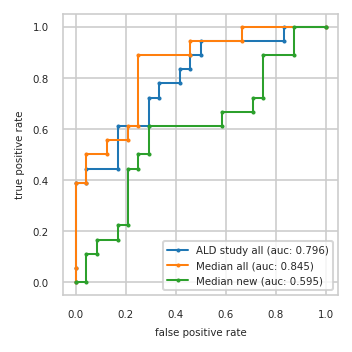 1.0
0.8
0.6
0.4
0.2
0.0
true positive rate
ALD study all (auc: 0.796)
Median all (auc: 0.845)
Median new (auc: 0.595)
0.0 0.2 0.4 0.6 0.8 1.0
false positive rate